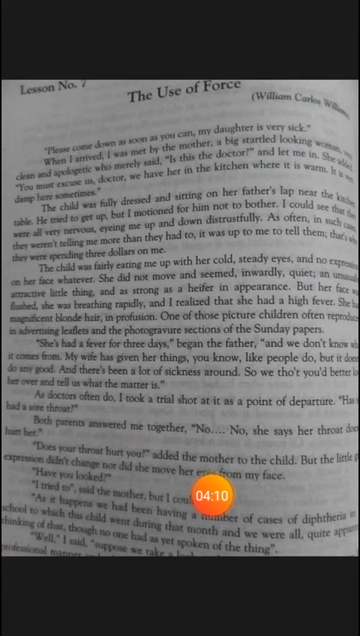 Lesson No. 7
The Use of Force
(William Carlos
"Please come down as soon as you can, my daughter is very sick."
When I arrived, I was met by the mother, a big startled looking woman, very
clean and apologetic who merely said, "Is this the doctor?" and let me in. She added
"You must excuse us, doctor, we have her in the kitchen where it is warm. It is
damp here sometimes."
The child was fully dressed and sitting on her father's lap near the kitchen
table. He tried to get up, but I motioned for him not to bother. I could see that
were all very nervous, eyeing me up and down distrustfully. As often, in such cases
they weren't telling me more than they had to, it was up to me to tell them; that's
they were spending three dollars on me.
The child was fairly eating me up with her cold, steady eyes, and no expression
on her face whatever. She did not move and seemed, inwardly, quiet; an
attractive little thing, and as strong as a heifer in appearance. But her face was
flushed, she was breathing rapidly, and I realized that she had a high fever. She
magnificent blonde hair, in profusion. One of those picture children often
in advertising leaflets and the photogravure sections of the Sunday papers.
"She's had a fever for three days," began the father, "and we don't know
it comes from. My wife has given her things, you know, like people do, but it
do any good. And there's been a lot of sickness around. So we tho't you'd better
her over and tell us what the matter is."
As doctors often do, I took a trial shot at it as a point of departure. "Has
had a sore throat?"
Both parents answered me together, "No.... No, she says her throat
hurt her."
"Does your throat hurt you!" added the mother to the child. But the little
expression didn't change nor did she move her eyes from my face.
"Have you looked?"
"I tried to", said the mother, but I
04:10
"As it happens we had been having a number of cases of diphtheria in
school to which this child went during that month and we were all, quite
thinking of that, though no one had as yet spoken of the thing".
"Well," I said, "suppose we take a
professional manner